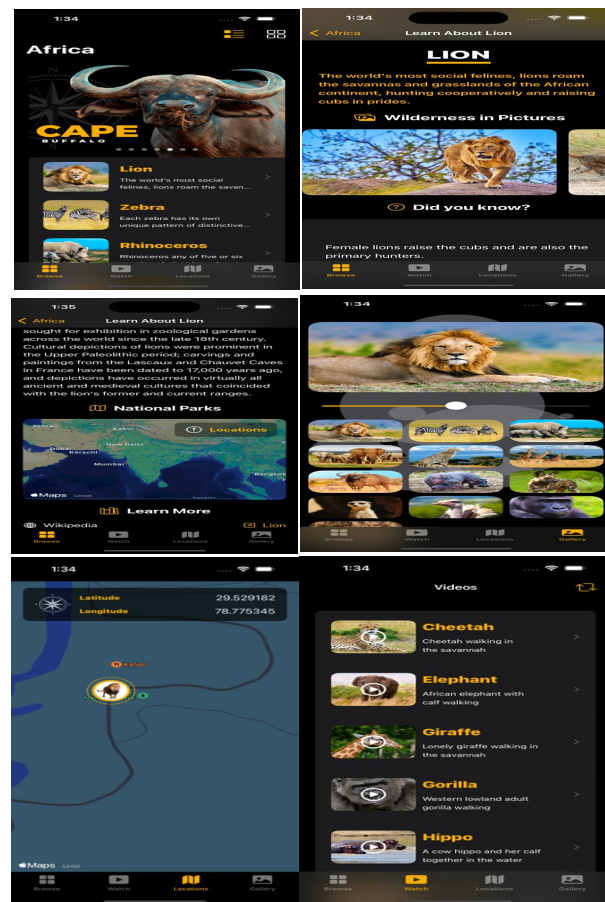 1:34
Africa
CAPE
BUFFALO
Lion
The world's most social
felines, lions roam the savan...
Zebra
Each zebra has its own
unique pattern of distinctive...
Rhinoceros
Rhinoceros any of five or six
Browse
Watch
Locations
Gallery
1:34
< Africa
Learn About Lion
LION
The world's most social felines, lions roam
the savannas and grasslands of the African
continent, hunting cooperatively and raising
cubs in prides.
Wilderness in Pictures
Did you know?
Female lions raise the cubs and are also the
primary hunters.
Browse
Watch
Locations
Gallery
1:35
< Africa
Learn About Lion
sought for exhibition in zoological gardens
across the world since the late 18th century.
Cultural depictions of lions were prominent in
the Upper Paleolithic period; carvings and
paintings from the Lascaux and Chauvet Caves
in France have been dated to 17,000 years ago,
and depictions have occurred in virtually all
ancient and medieval cultures that coincided
with the lion's former and current ranges.
National Parks
Locations
Tehran
Kabul
New Delhi
Dubai
Karachi
Mumbai
Bangkok
Maps
Legal
Learn More
Wikipedia
Lion
Browse
Watch
Locations
Gallery
1:34
Browse
Watch
Locations
Gallery
1:34
Latitude
29.529182
Longitude
78.775345
Maps
Legal
Browse
Watch
Locations
Gallery
1:34
Videos
Cheetah
Cheetah walking in
the savannah
Elephant
African elephant with
calf walking
Giraffe
Lonely giraffe walking in
the savannah
Gorilla
Western lowland adult
gorilla walking
Hippo
A cow hippo and her calf
together in the water
Browse
Watch
Locations
Gallery